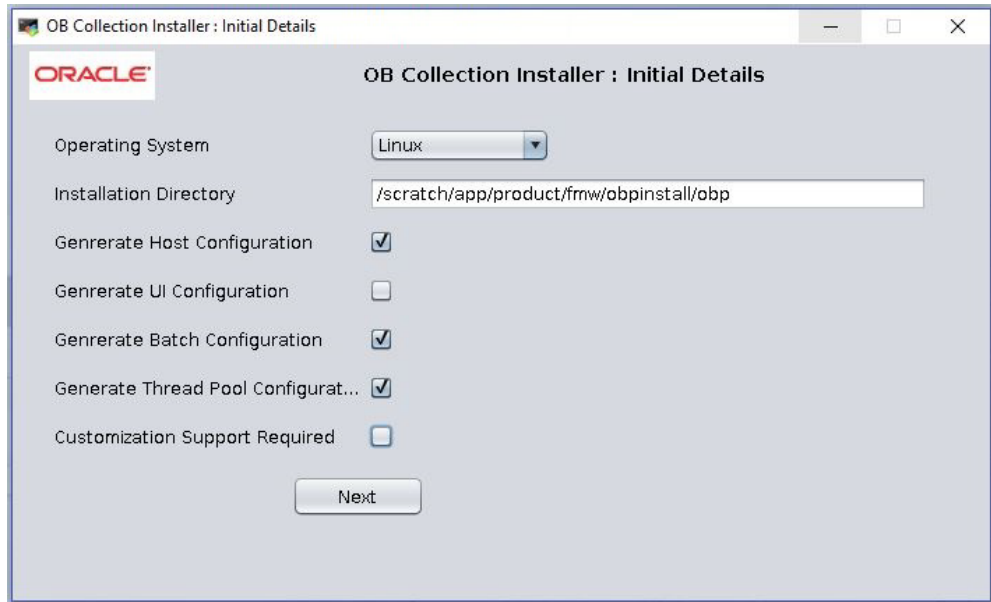 OB Collection Installer : Initial Details
ORACLE'
OB Collection Installer : Initial Details
Operating System
Linux
Installation Directory
/scratch/app/product/fmw/obpinstall/obp
Genrerate Host Configuration
Genrerate UI Configuration
Genrerate Batch Configuration
Generate Thread Pool Configurat...
Customization Support Required
Next